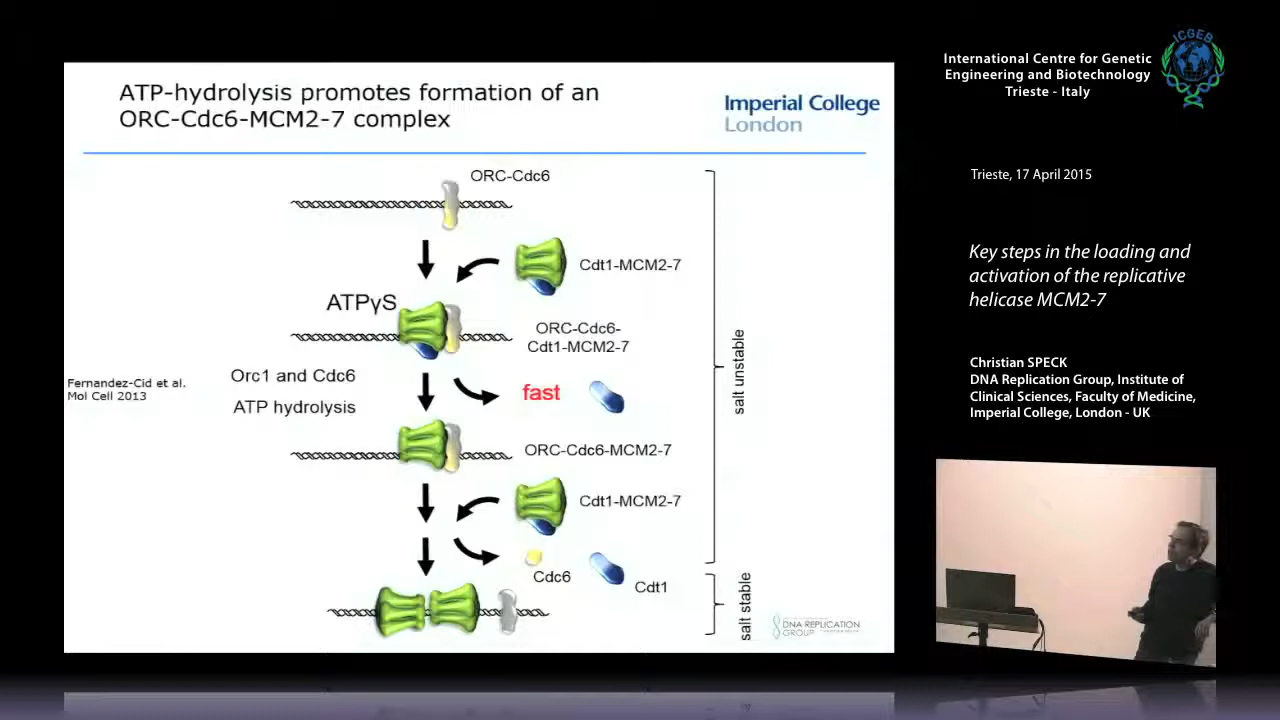 ATP-hydrolysis promotes formation of an
ORC-Cdc6-MCM2-7 complex
Imperial College
London
ORC-Cdc6
Cdt1-MCM2-7
ATPγS
ORC-Cdc6-
Cdt1-MCM2-7
Orc1 and Cdc6
ATP hydrolysis
fast
Fernandez-Cid et al.
Mol Cell 2013
ORC-Cdc6-MCM2-7
Cdt1-MCM2-7
Cdc6
Cdt1
salt unstable
salt stable
DNA REPLICATION
GROUP
International Centre for Genetic
Engineering and Biotechnology
Trieste - Italy
ICGEB
Trieste, 17 April 2015
Key steps in the loading and
activation of the replicative
helicase MCM2-7
Christian SPECK
DNA Replication Group, Institute of
Clinical Sciences, Faculty of Medicine,
Imperial College, London - UK